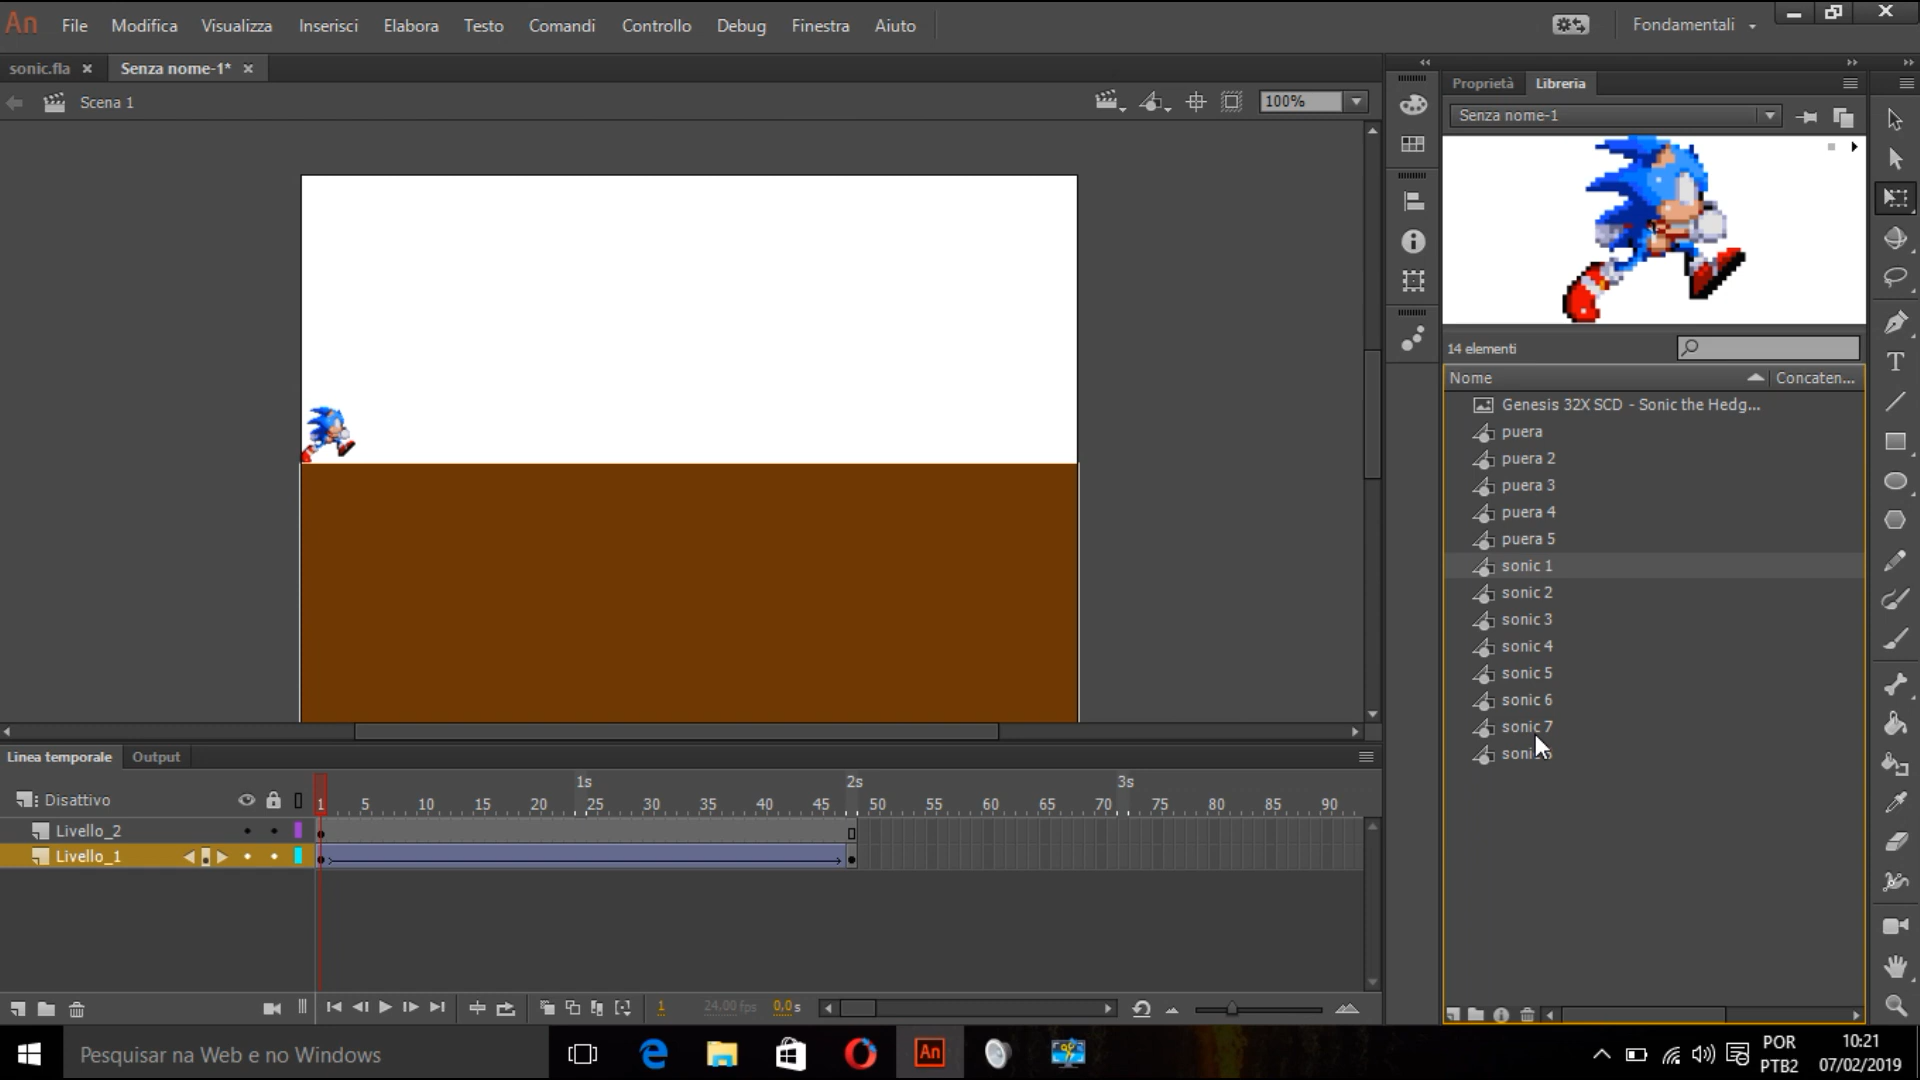 An File Modifica Visualizza Inserisci Elabora Testo Comandi Controllo Debug Finestra Aiuto Fondamentali
sonic.fla Senza nome-1*
Scena 1 100%
Proprietà Libreria
Senza nome-1
14 elementi
Nome Concaten...
Genesis 32X SCD - Sonic the Hedg...
puera
puera 2
puera 3
puera 4
puera 5
sonic 1
sonic 2
sonic 3
sonic 4
sonic 5
sonic 6
sonic 7
Linea temporale Output
1s 2s 3s
Disattivo 1 5 10 15 20 25 30 35 40 45 50 55 60 65 70 75 80 85 90
Livello_2
Livello_1
1 24,00 fps 0,0 s
Pesquisar na Web e no Windows
An
POR
PTB2
10:21
07/02/2019